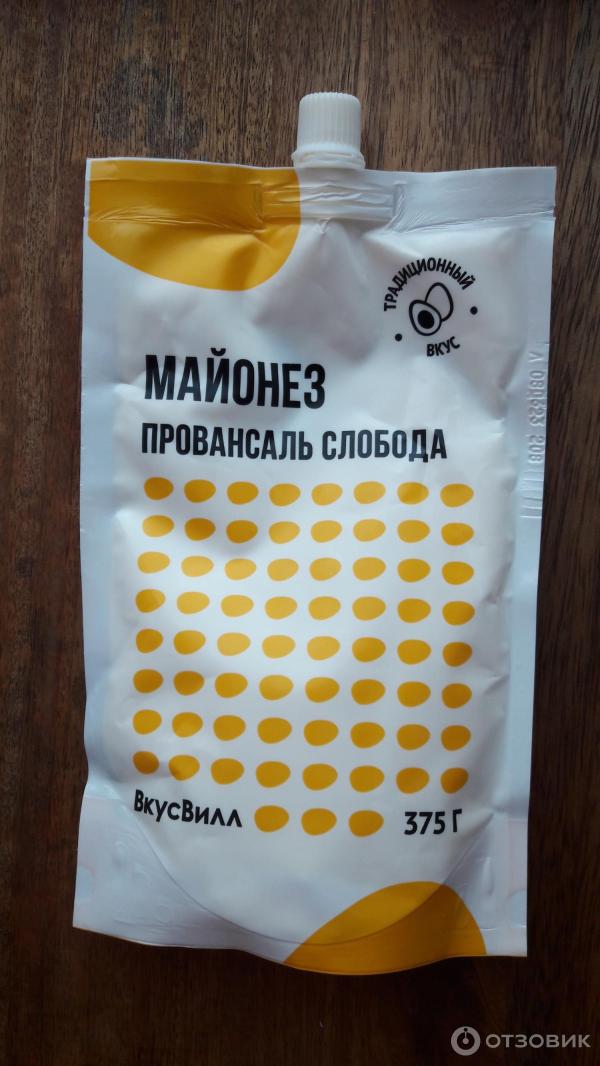 ТРАДИЦИОННЫЙ
ВКУС
МАЙОНЕЗ
ПРОВАНСАЛЬ СЛОБОДА
ВкусВилл
375 Г
ОТЗОВИК